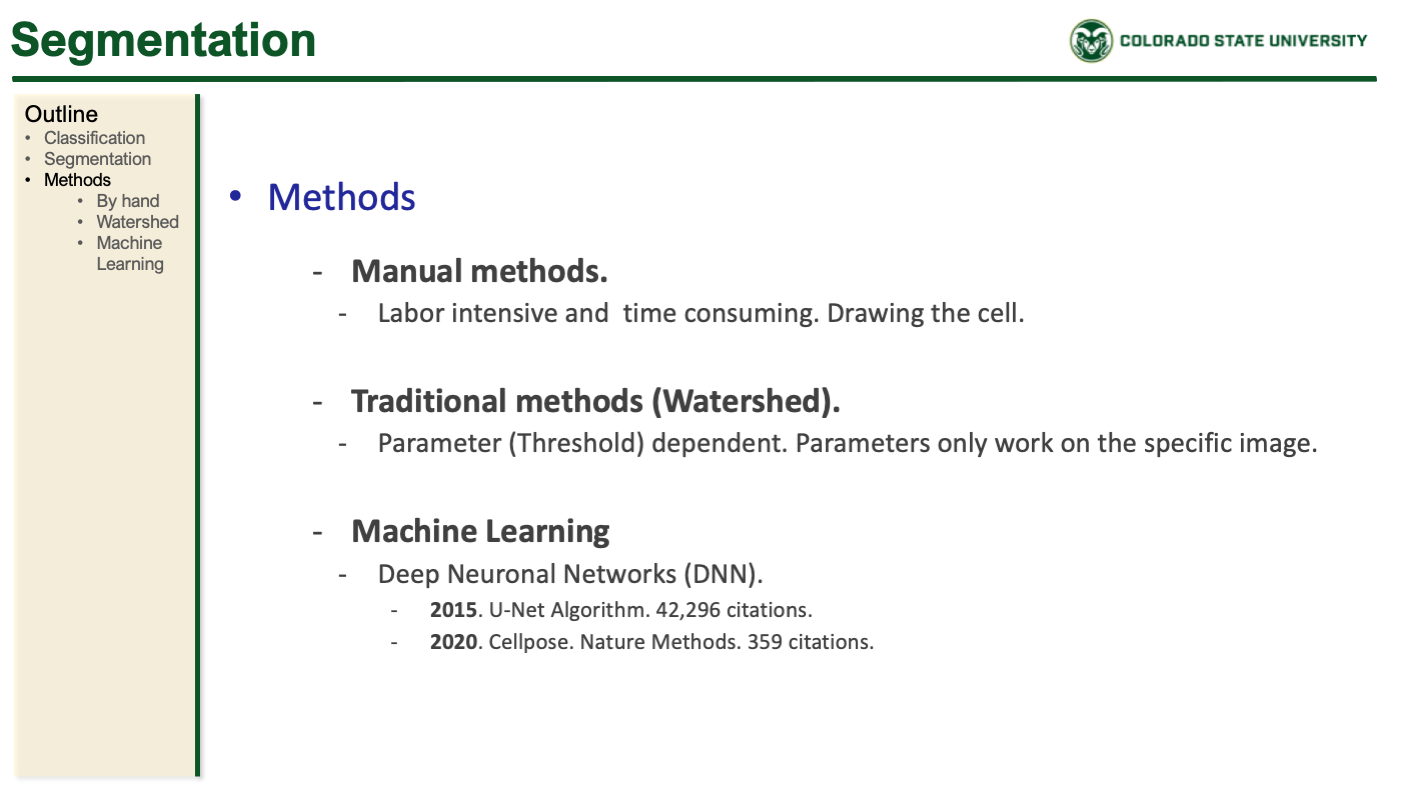 Segmentation
COLORADO STATE UNIVERSITY
Outline
• Classification
• Segmentation
• Methods
• By hand
• Watershed
• Machine
Learning
• Methods
- Manual methods.
- Labor intensive and  time consuming. Drawing the cell.
- Traditional methods (Watershed).
- Parameter (Threshold) dependent. Parameters only work on the specific image.
- Machine Learning
- Deep Neuronal Networks (DNN).
- 2015. U-Net Algorithm. 42,296 citations.
- 2020. Cellpose. Nature Methods. 359 citations.